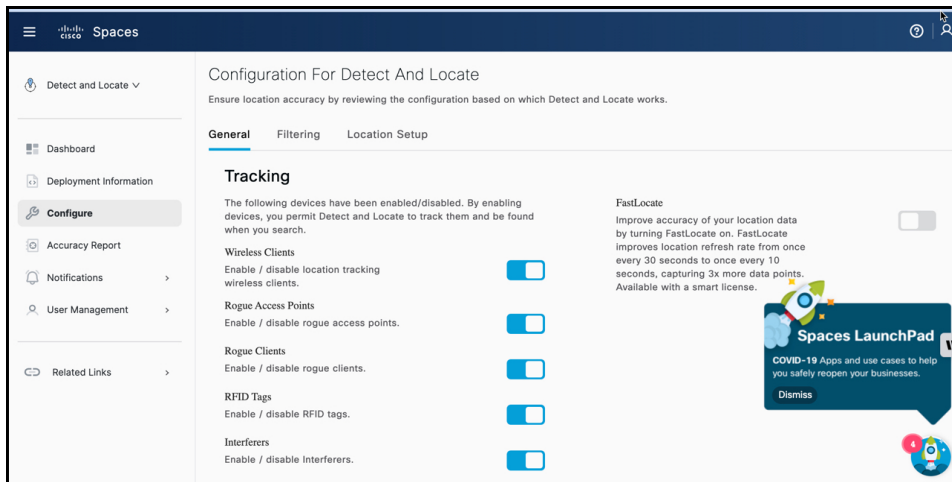 cisco Spaces
Detect and Locate
Dashboard
Deployment Information
Configure
Accuracy Report
Notifications
User Management
Related Links
Configuration For Detect And Locate
Ensure location accuracy by reviewing the configuration based on which Detect and Locate works.
General Filtering Location Setup
Tracking
The following devices have been enabled/disabled. By enabling
devices, you permit Detect and Locate to track them and be found
when you search.
Wireless Clients
Enable / disable location tracking
wireless clients.
Rogue Access Points
Enable / disable rogue access points.
Rogue Clients
Enable / disable rogue clients.
RFID Tags
Enable / disable RFID tags.
Interferers
Enable / disable Interferers.
FastLocate
Improve accuracy of your location data
by turning FastLocate on. FastLocate
improves location refresh rate from once
every 30 seconds to once every 10
seconds, capturing 3x more data points.
Available with a smart license.
Spaces LaunchPad
COVID-19 Apps and use cases to help
you safely reopen your businesses.
Dismiss
4